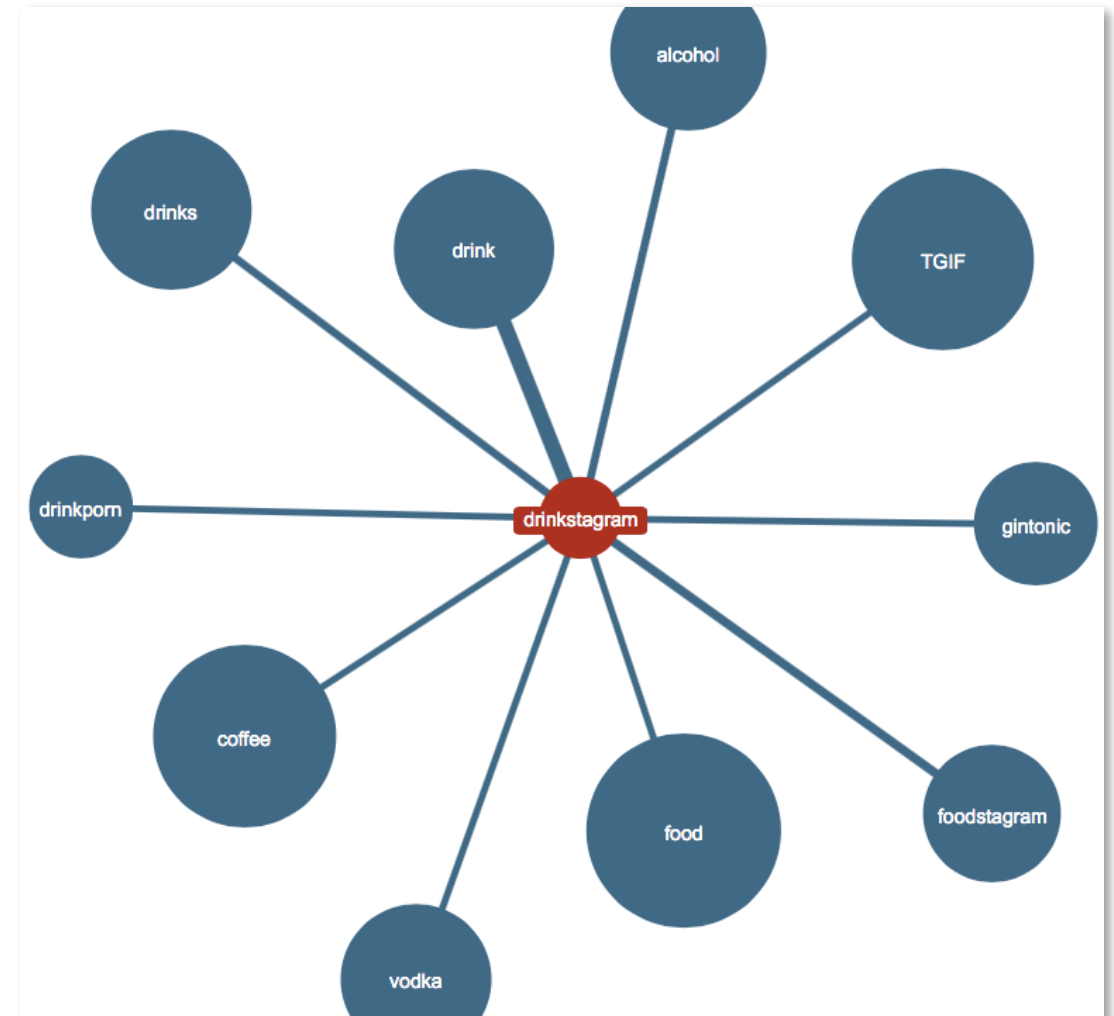 alcohol
drinks
drink
TGIF
drinkporn
drinkstagram
gintonic
coffee
food
foodstagram
vodka